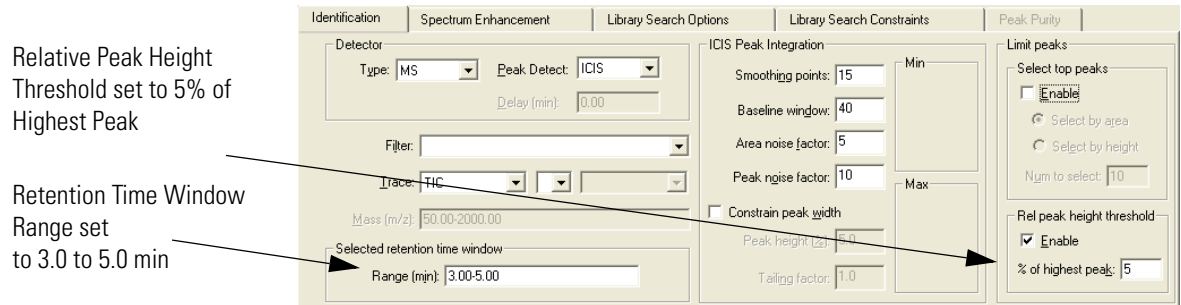 Relative Peak Height
Threshold set to 5% of
Highest Peak
Retention Time Window
Range set
to 3.0 to 5.0 min
Identification
Spectrum Enhancement
Library Search Options
Library Search Constraints
Peak Purity
Detector
Type: MS
Peak Detect: ICIS
Delay (min): 0.00
Filter:
Trace: TIC
Mass (m/z): 50.00-2000.00
Selected retention time window
Range (min): 3.00-5.00
ICIS Peak Integration
Smoothing points: 15
Baseline window: 40
Area noise factor: 5
Peak noise factor: 10
Constrain peak width
Peak height (%): 5.0
Tailing factor: 1.0
Min
Max
Limit peaks
Select top peaks
Enable
Select by area
Select by height
Num to select: 10
Rel peak height threshold
Enable
% of highest peak: 5